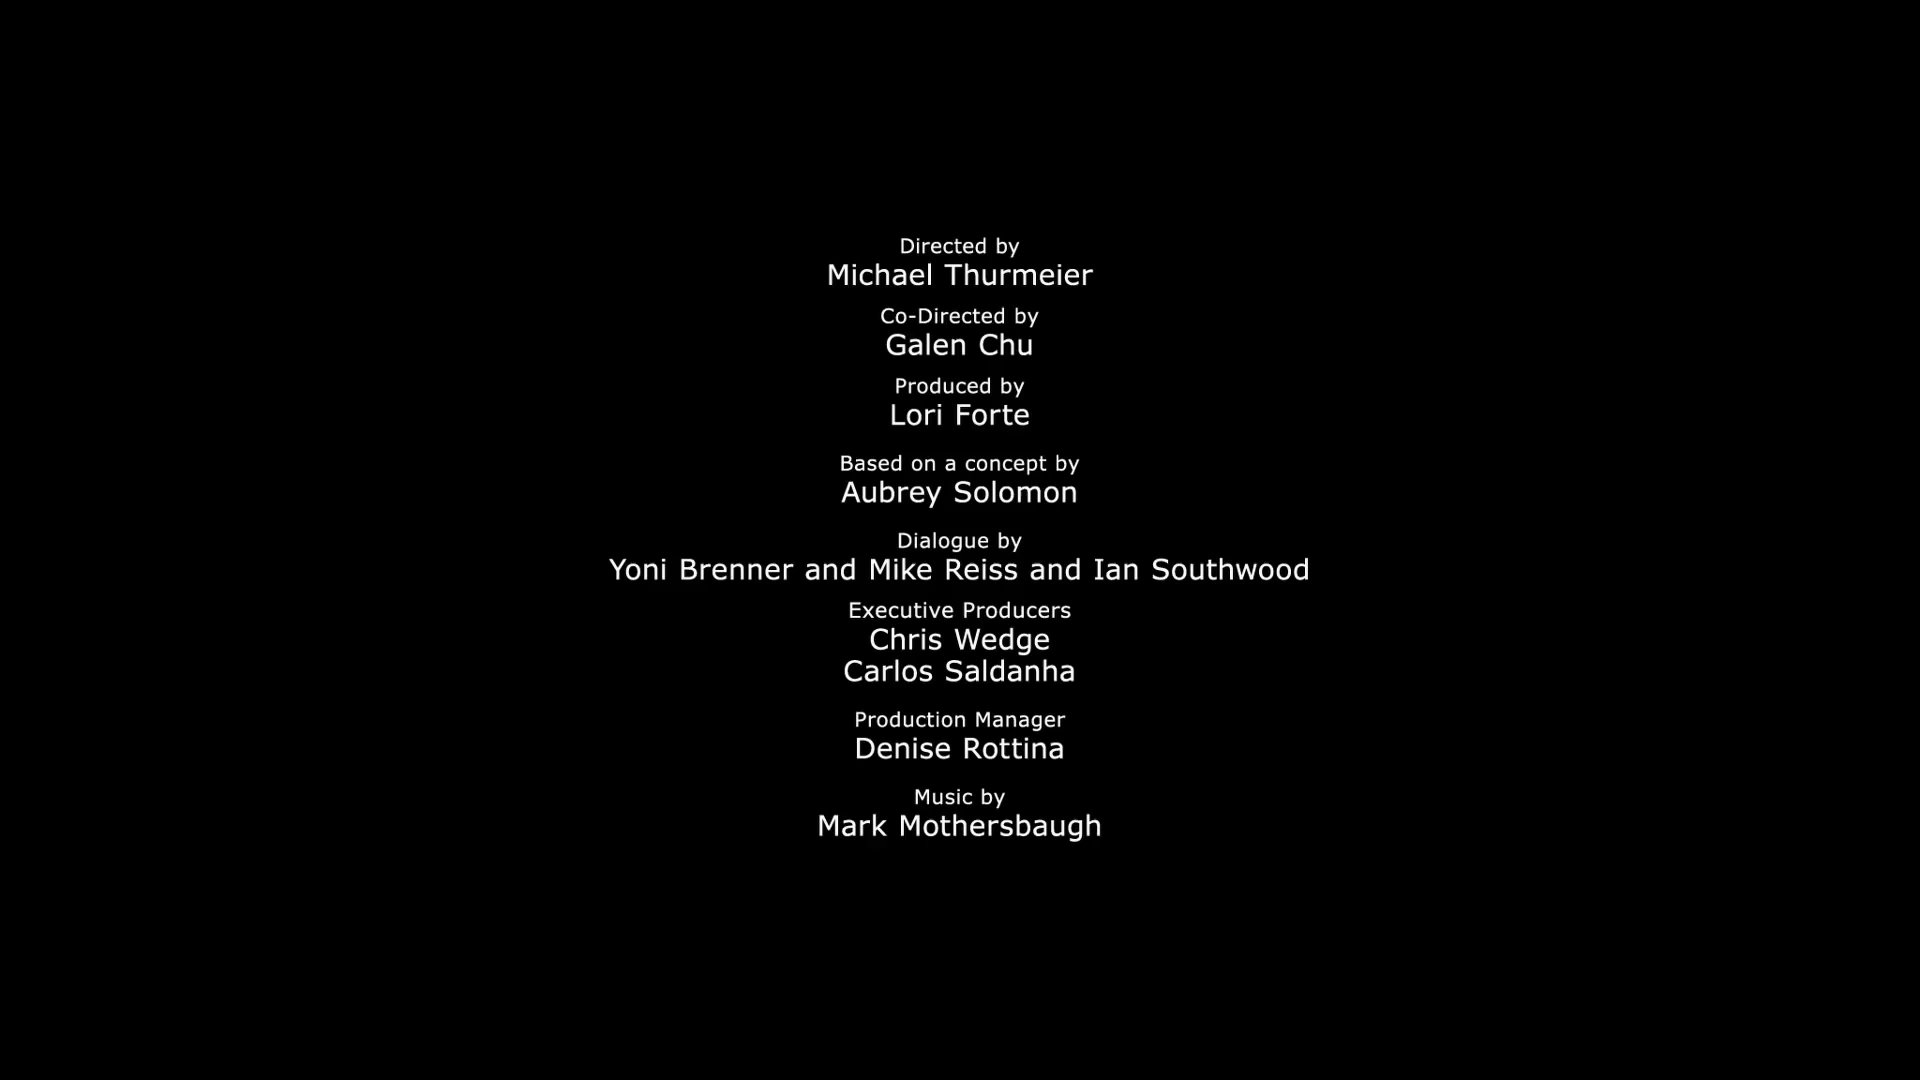 Directed by
Michael Thurmeier
Co-Directed by
Galen Chu
Produced by
Lori Forte
Based on a concept by
Aubrey Solomon
Dialogue by
Yoni Brenner and Mike Reiss and Ian Southwood
Executive Producers
Chris Wedge
Carlos Saldanha
Production Manager
Denise Rottina
Music by
Mark Mothersbaugh